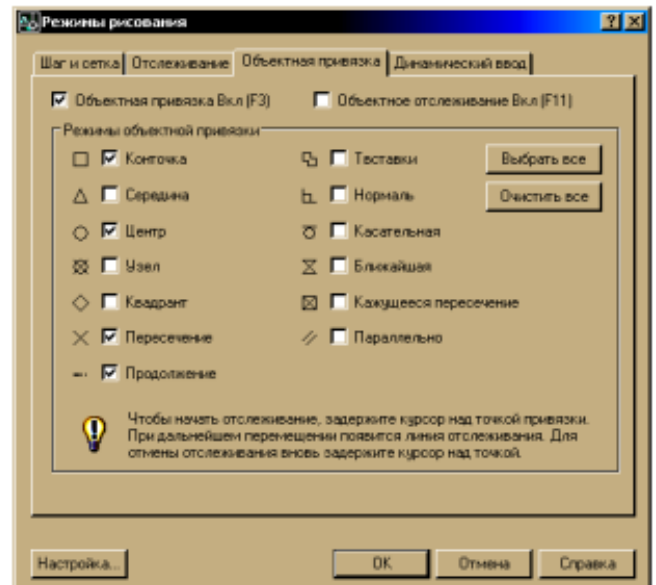 Режимы рисования
Шаг и сетка Отслеживание Объектная привязка Динамический ввод
Объектная привязка Вкл (F3) Объектное отслеживание Вкл (F11)
Режимы объектной привязки
Конточка Твставки Выбрать все
Середина Нормаль Очистить все
Центр Касательная
Узел Ближайшая
Квадрант Кажущееся пересечение
Пересечение Параллельно
Продолжение
Чтобы начать отслеживание, задержите курсор над точкой привязки.
При дальнейшем перемещении появится линия отслеживания. Для
отмены отслеживания вновь задержите курсор над точкой.
Настройка... OK Отмена Справка